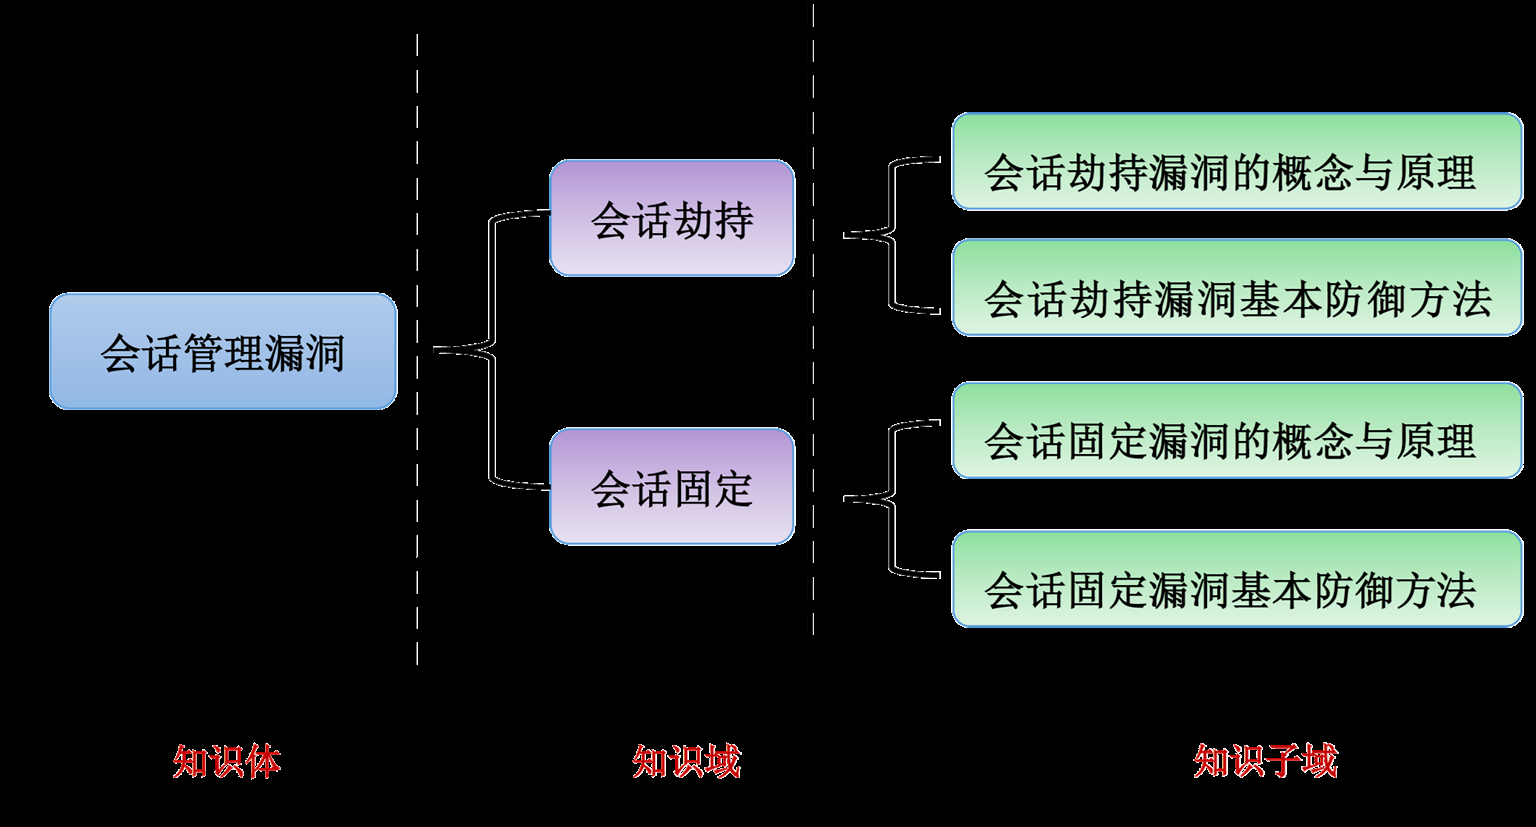 会话管理漏洞
会话劫持
会话固定
会话劫持漏洞的概念与原理
会话劫持漏洞基本防御方法
会话固定漏洞的概念与原理
会话固定漏洞基本防御方法
知识体
知识域
知识子域